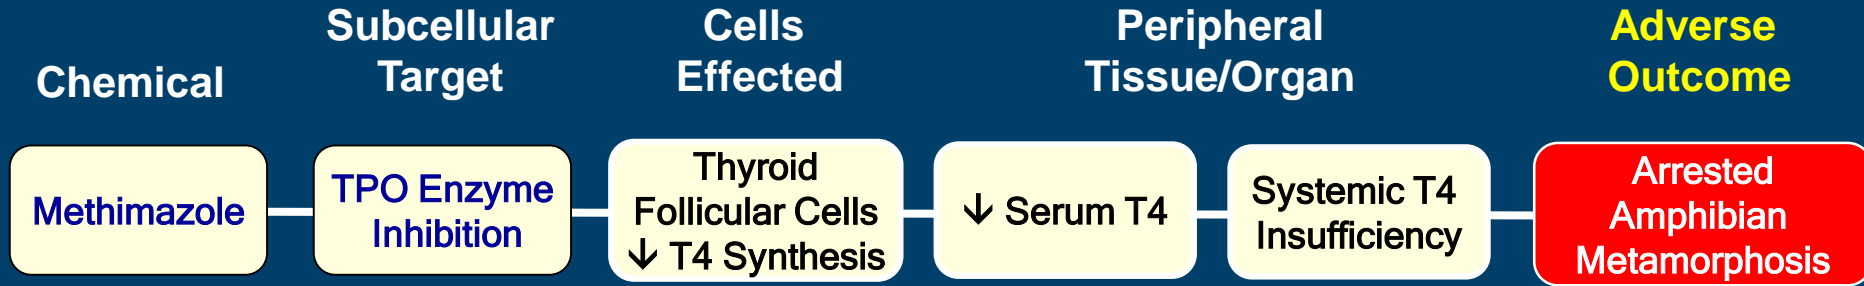 Chemical
Subcellular
Target
Cells
Effected
Peripheral
Tissue/Organ
Adverse
Outcome
Methimazole
TPO Enzyme
Inhibition
Thyroid
Follicular Cells
↓ T4 Synthesis
↓ Serum T4
Systemic T4
Insufficiency
Arrested
Amphibian
Metamorphosis